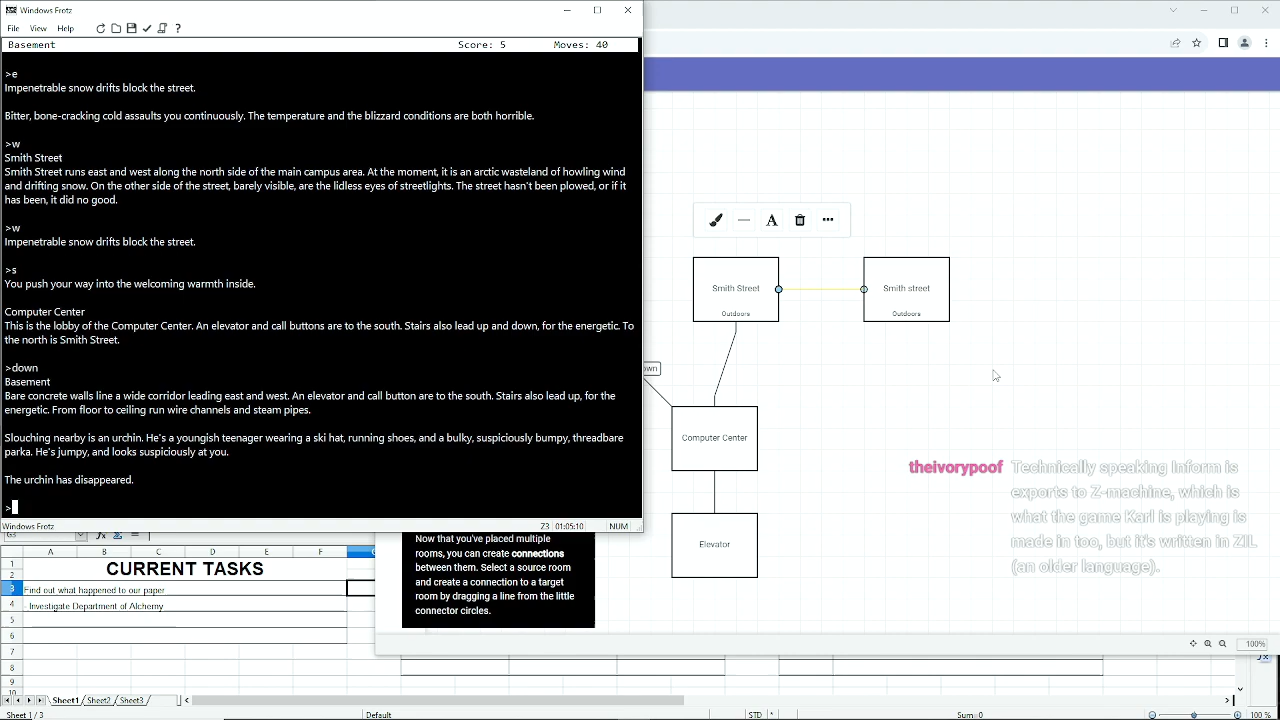 Windows Frotz
File View Help
Basement Score: 5 Moves: 40
>e
Impenetrable snow drifts block the street.
Bitter, bone-cracking cold assaults you continuously. The temperature and the blizzard conditions are both horrible.
>w
Smith Street
Smith Street runs east and west along the north side of the main campus area. At the moment, it is an arctic wasteland of howling wind
and drifting snow. On the other side of the street, barely visible, are the lidless eyes of streetlights. The street hasn't been plowed, or if it
has been, it did no good.
>w
Impenetrable snow drifts block the street.
>s
You push your way into the welcoming warmth inside.
Computer Center
This is the lobby of the Computer Center. An elevator and call buttons are to the south. Stairs also lead up and down, for the energetic. To
the north is Smith Street.
>down
Basement
Bare concrete walls line a wide corridor leading east and west. An elevator and call button are to the south. Stairs also lead up, for the
energetic. From floor to ceiling run wire channels and steam pipes.
Slouching nearby is an urchin. He's a youngish teenager wearing a ski hat, running shoes, and a bulky, suspiciously bumpy, threadbare
parka. He's jumpy, and looks suspiciously at you.
The urchin has disappeared.
>
Windows Frotz Z3 01:05:10 NUM
Smith Street
Outdoors
Smith street
Outdoors
own
Computer Center
Elevator
theivorypoof Technically speaking Inform is
exports to Z-machine, which is
what the game Karl is playing is
made in too, but it's written in ZIL
(an older language).
Now that you've placed multiple
rooms, you can create connections
between them. Select a source room
and create a connection to a target
room by dragging a line from the little
connector circles.
100%
A B C D E F
1 CURRENT TASKS
2
3 Find out what happened to our paper
4 - Investigate Department of Alchemy
5
6
7
8
9
10
Sheet1 Sheet2 Sheet3
Sheet 1 / 3 Default STD * Sum=0 100 %